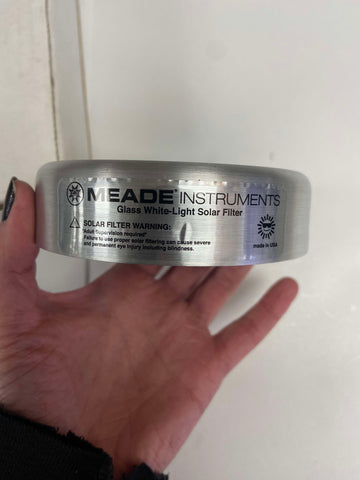 MEADE® INSTRUMENTS
Glass White-Light Solar Filter
SOLAR FILTER WARNING:
*Adult supervision required*
Failure to use proper solar filtering can cause severe
and permanent eye injury including blindness.
made in USA